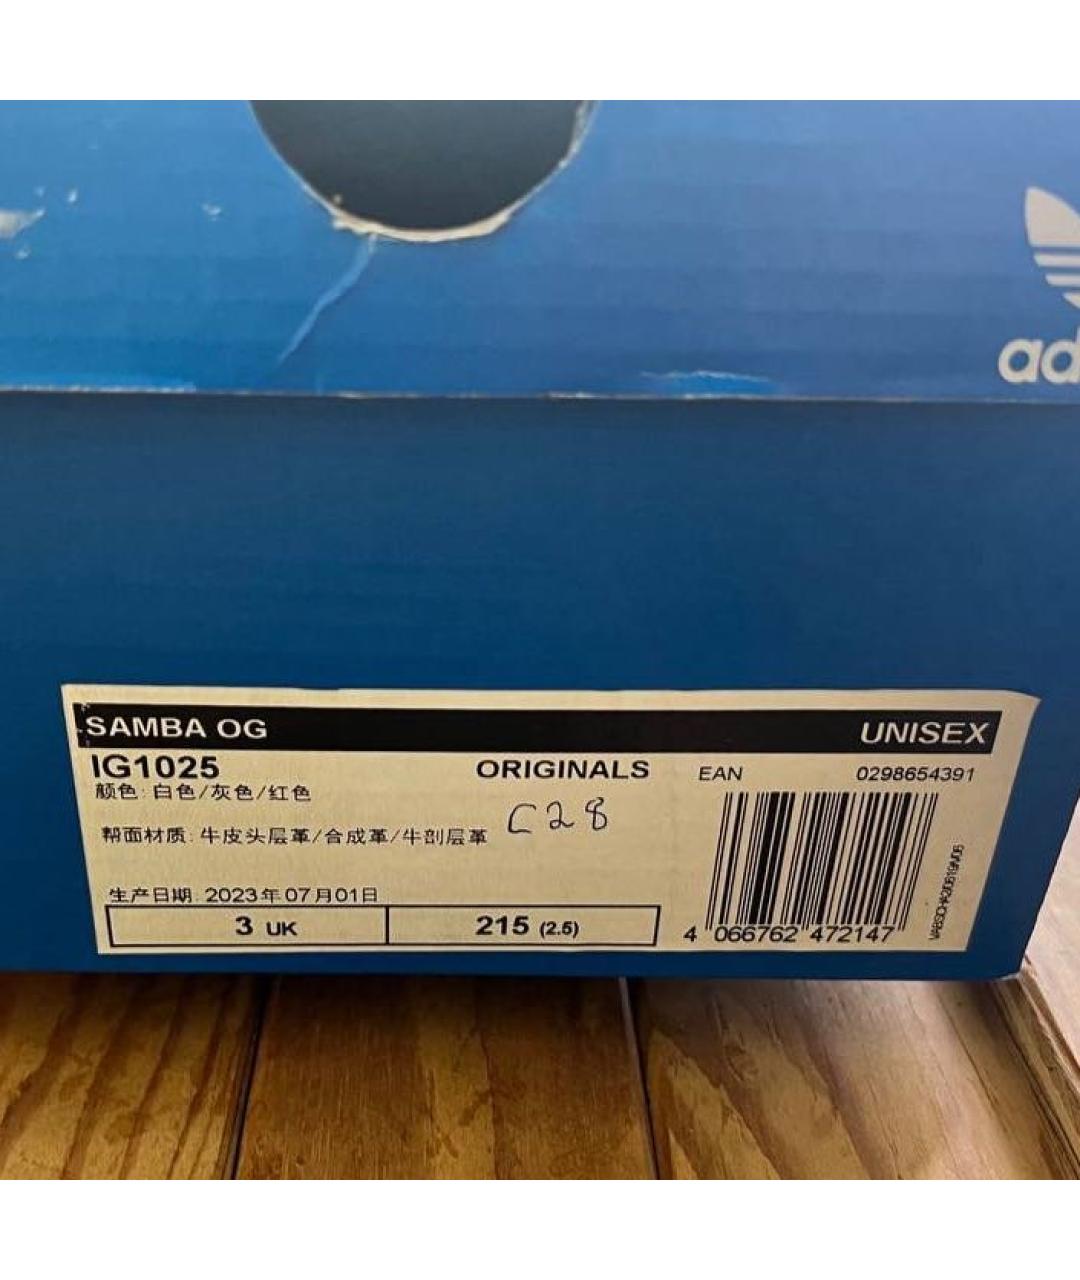 ad
SAMBA OG UNISEX
IG1025 ORIGINALS EAN 0298654391
颜色: 白色/灰色/红色
C28
帮面材质: 牛皮头层革/合成革/牛剖层革
生产日期: 2023年07月01日
3 UK 215 (2.5)
4 066762 472147